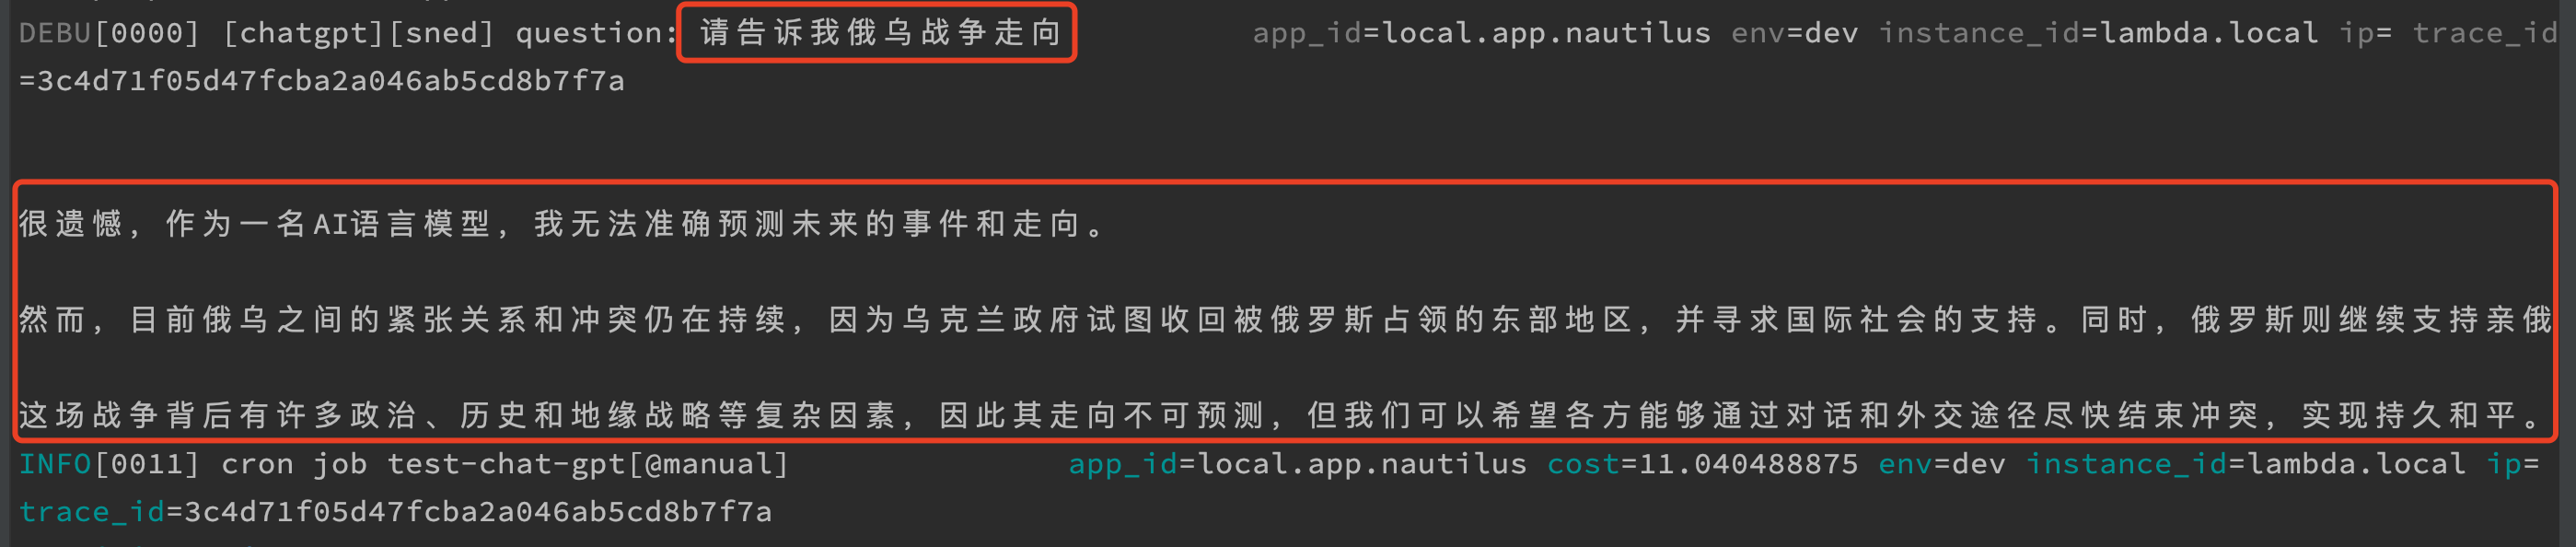 DEBU[0000] [chatgpt][sned] question: 请告诉我俄乌战争走向 app_id=local.app.nautilus env=dev instance_id=lambda.local ip= trace_id
=3c4d71f05d47fcba2a046ab5cd8b7f7a
很遗憾，作为一名AI语言模型，我无法准确预测未来的事件和走向。
然而，目前俄乌之间的紧张关系和冲突仍在持续，因为乌克兰政府试图收回被俄罗斯占领的东部地区，并寻求国际社会的支持。同时，俄罗斯则继续支持亲俄
这场战争背后有许多政治、历史和地缘战略等复杂因素，因此其走向不可预测，但我们可以希望各方能够通过对话和外交途径尽快结束冲突，实现持久和平。
INFO[0011] cron job test-chat-gpt[@manual] app_id=local.app.nautilus cost=11.040488875 env=dev instance_id=lambda.local ip=
trace_id=3c4d71f05d47fcba2a046ab5cd8b7f7a